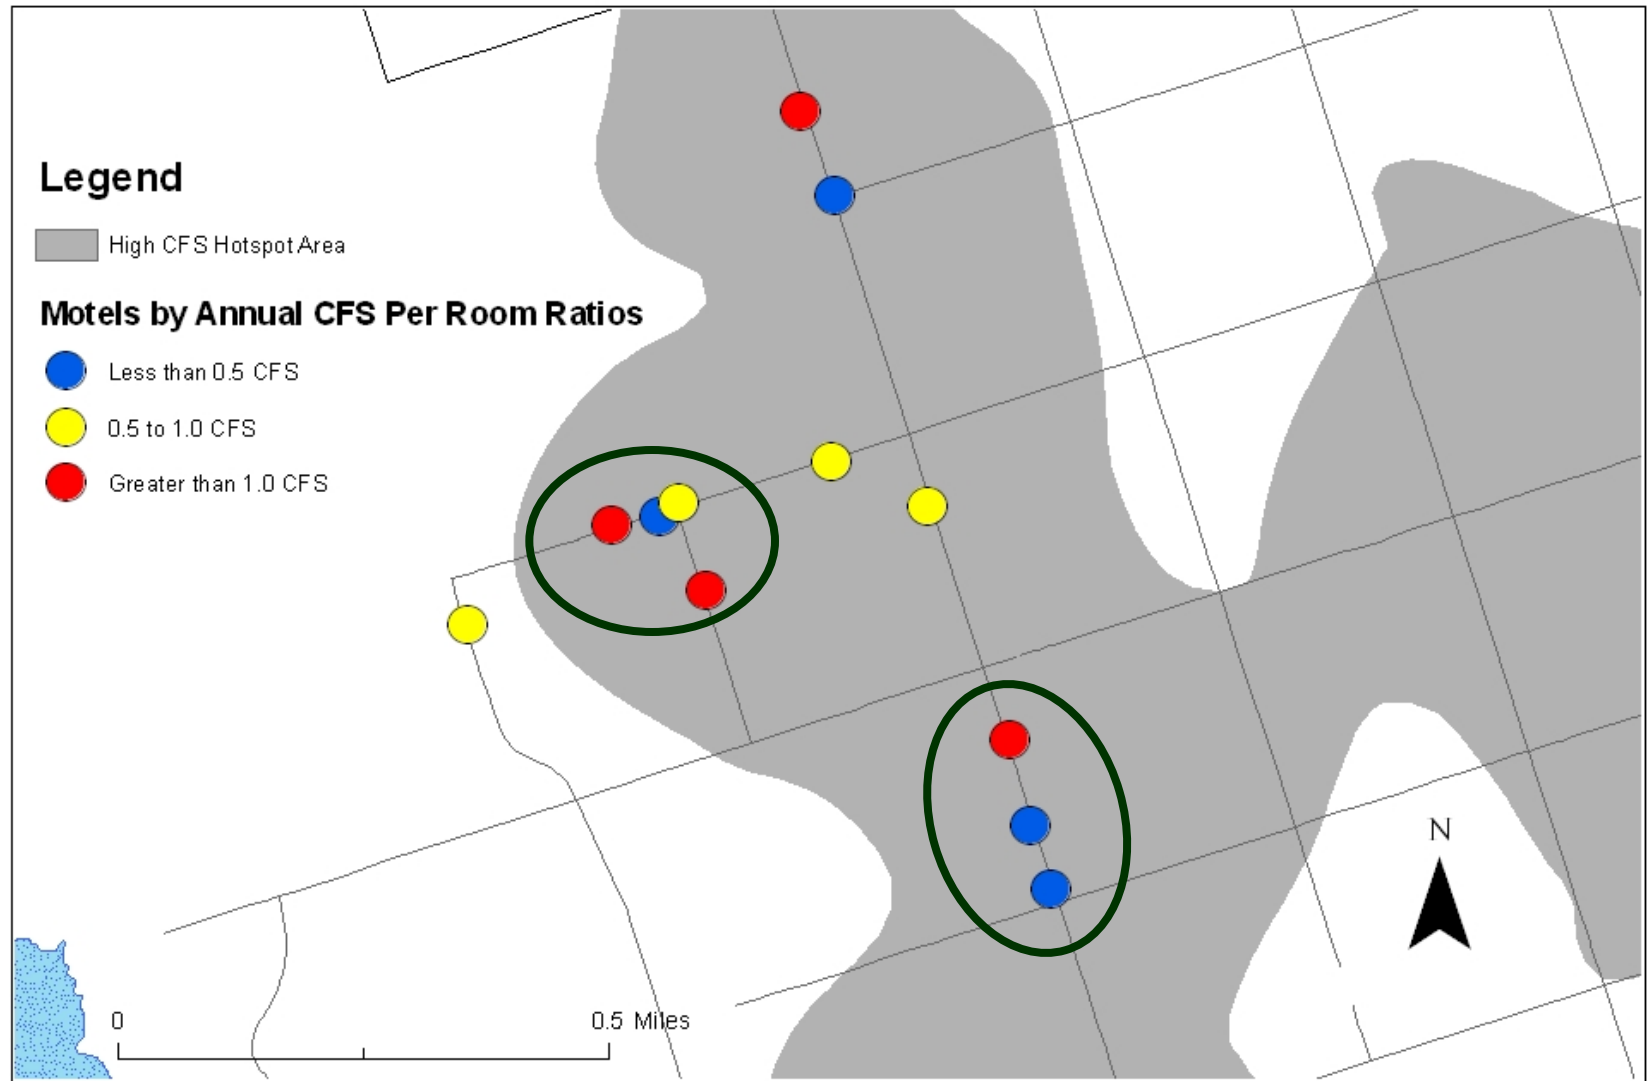 Legend
High CFS Hotspot Area
Motels by Annual CFS Per Room Ratios
Less than 0.5 CFS
0.5 to 1.0 CFS
Greater than 1.0 CFS
N
0 0.5 Miles